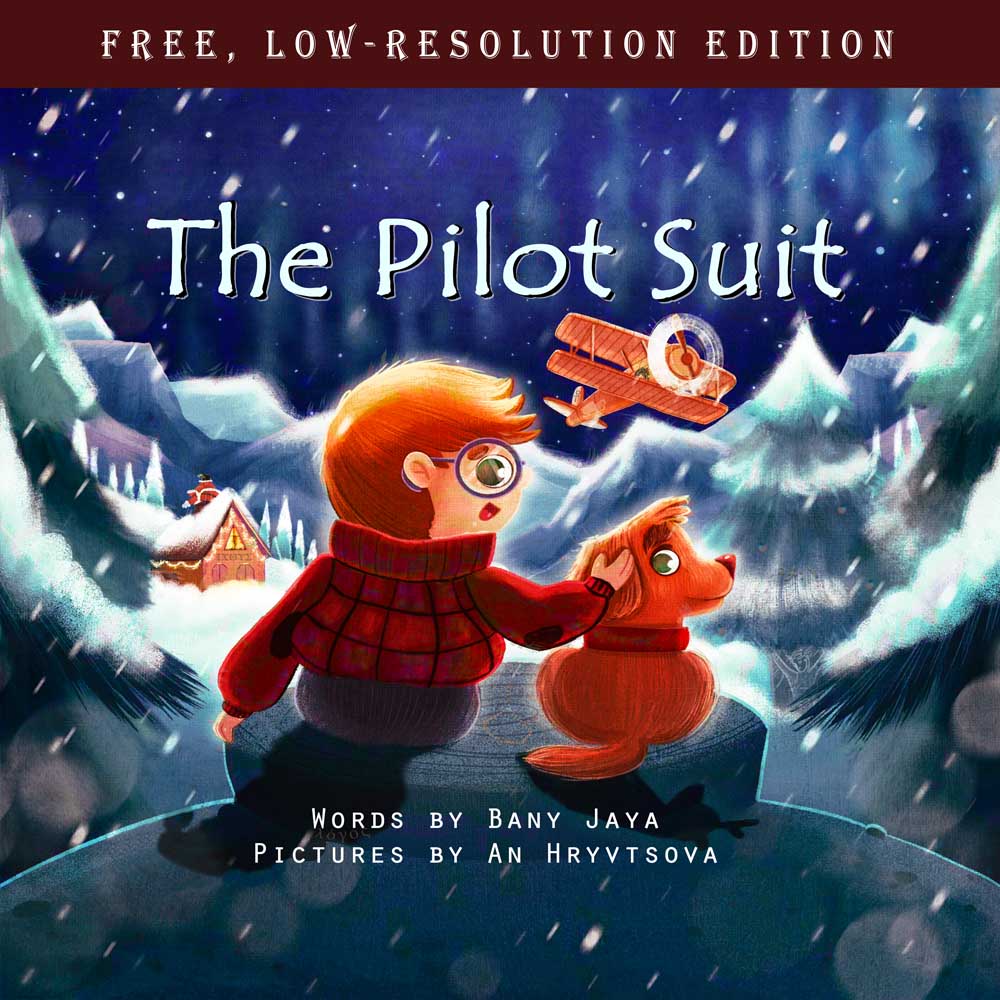 FREE, LOW-RESOLUTION EDITION
The Pilot Suit
WORDS BY BANY JAYA
PICTURES BY AN HRYVTSOVA